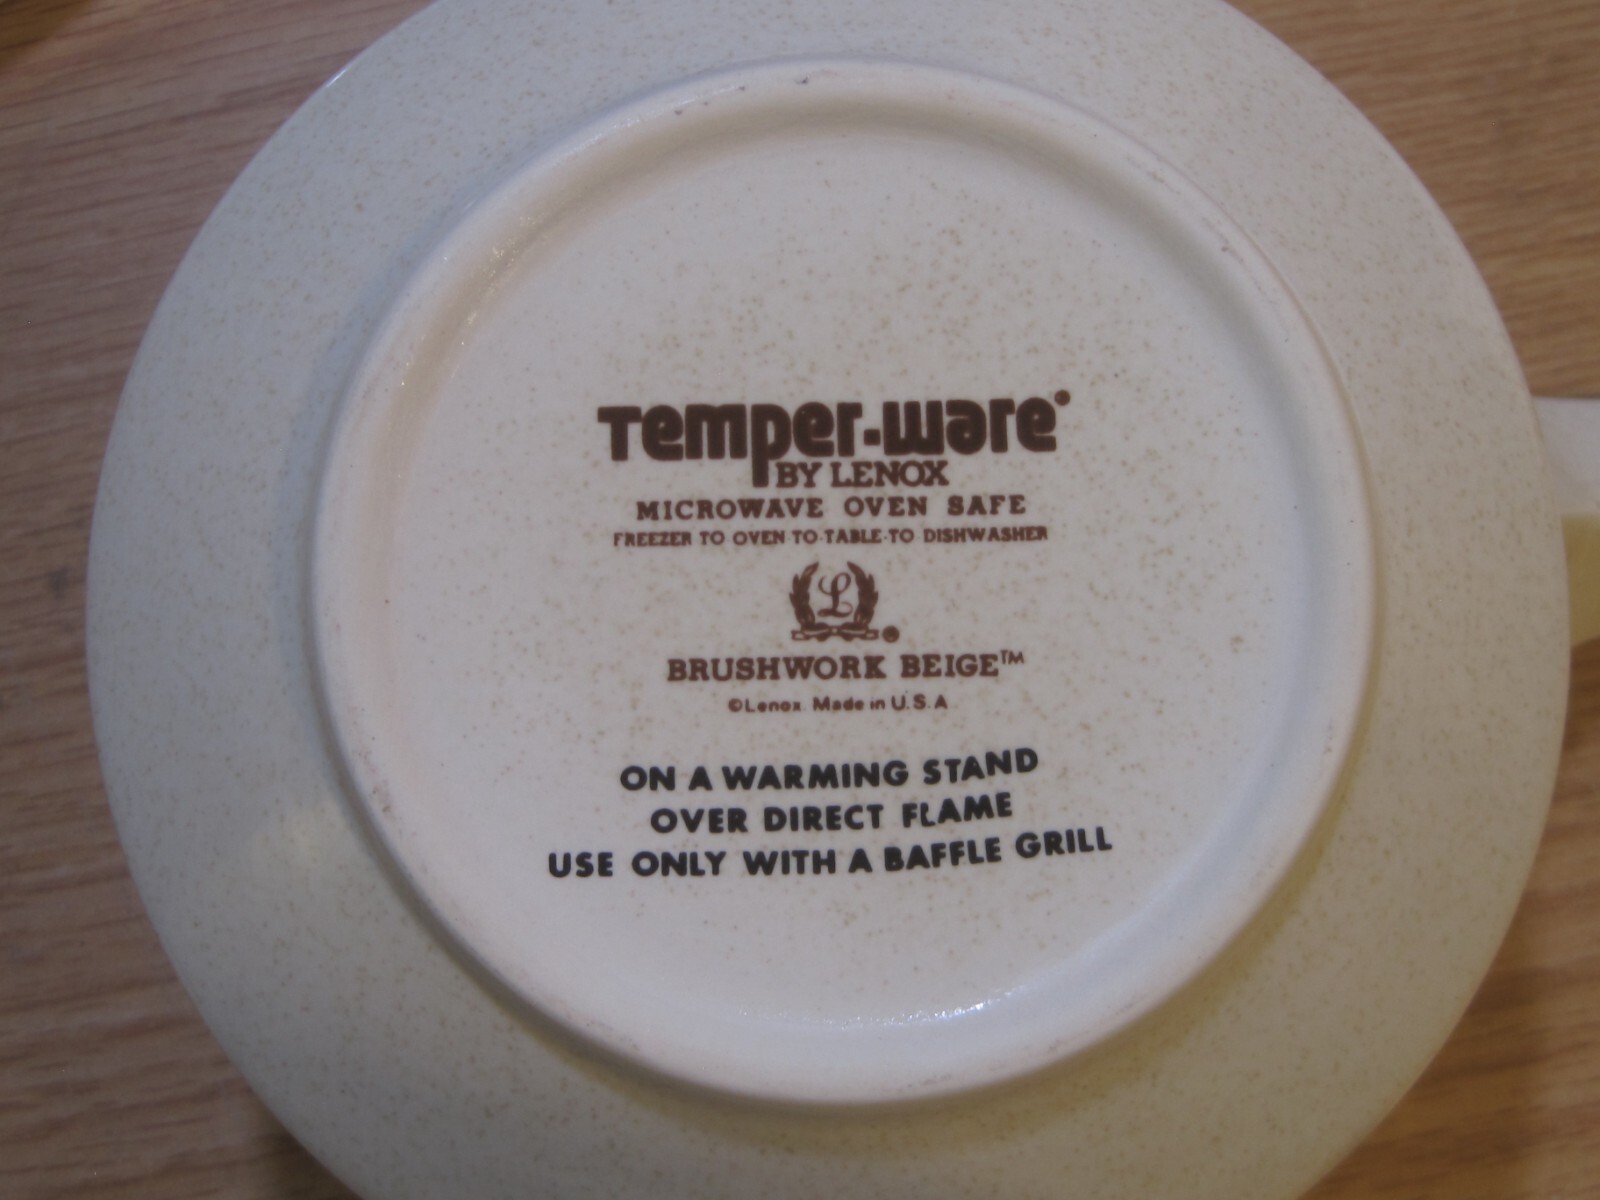 Temper-ware®
BY LENOX
MICROWAVE OVEN SAFE
FREEZER TO OVEN TO-TABLE-TO DISHWASHER
L ®
BRUSHWORK BEIGE™
©Lenox. Made in U.S.A
ON A WARMING STAND
OVER DIRECT FLAME
USE ONLY WITH A BAFFLE GRILL